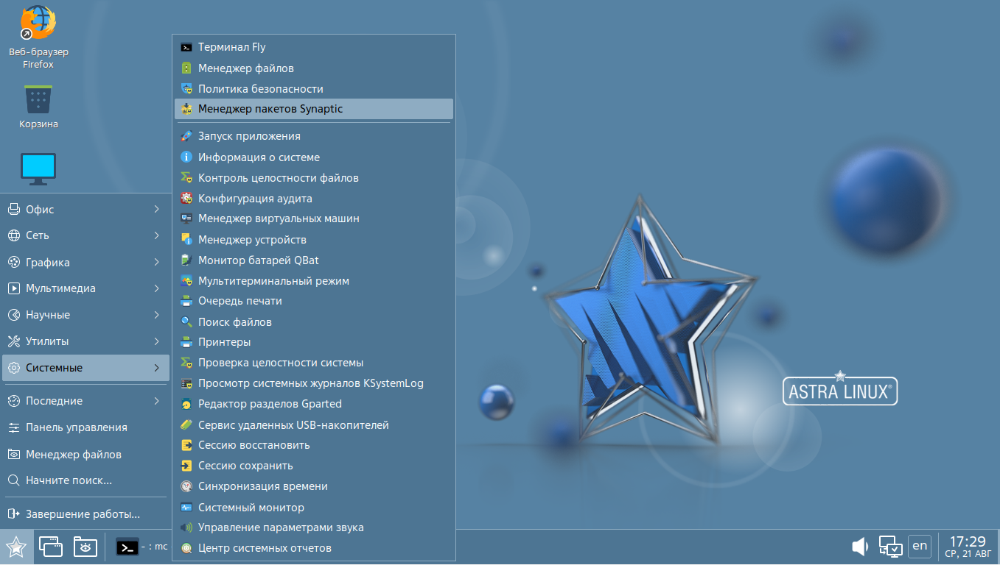 Веб-браузер
Firefox
Корзина
Офис
Сеть
Графика
Мультимедиа
Научные
Утилиты
Системные
Последние
Панель управления
Менеджер файлов
Начните поиск...
Завершение работы...
Терминал Fly
Менеджер файлов
Политика безопасности
Менеджер пакетов Synaptic
Запуск приложения
Информация о системе
Контроль целостности файлов
Конфигурация аудита
Менеджер виртуальных машин
Менеджер устройств
Монитор батарей QBat
Мультитерминальный режим
Очередь печати
Поиск файлов
Принтеры
Проверка целостности системы
Просмотр системных журналов KSystemLog
Редактор разделов Gparted
Сервис удаленных USB-накопителей
Сессию восстановить
Сессию сохранить
Синхронизация времени
Системный монитор
Управление параметрами звука
Центр системных отчетов
ASTRA LINUX®
- : mc
en
17:29
СР, 21 АВГ